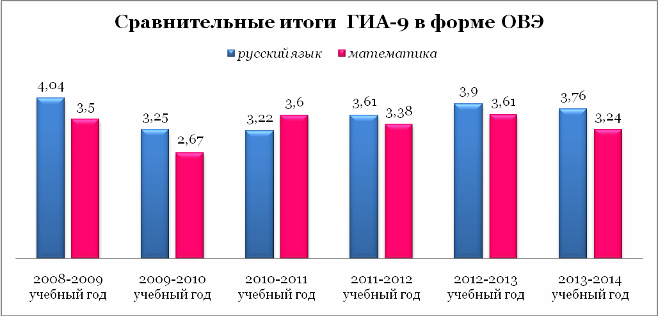 Сравнительные итоги ГИА-9 в форме ОВЭ
русский язык математика
4,04 3,5 3,25 2,67 3,22 3,6 3,61 3,38 3,9 3,61 3,76 3,24
2008-2009 2009-2010 2010-2011 2011-2012 2012-2013 2013-2014
учебный год учебный год учебный год учебный год учебный год учебный год